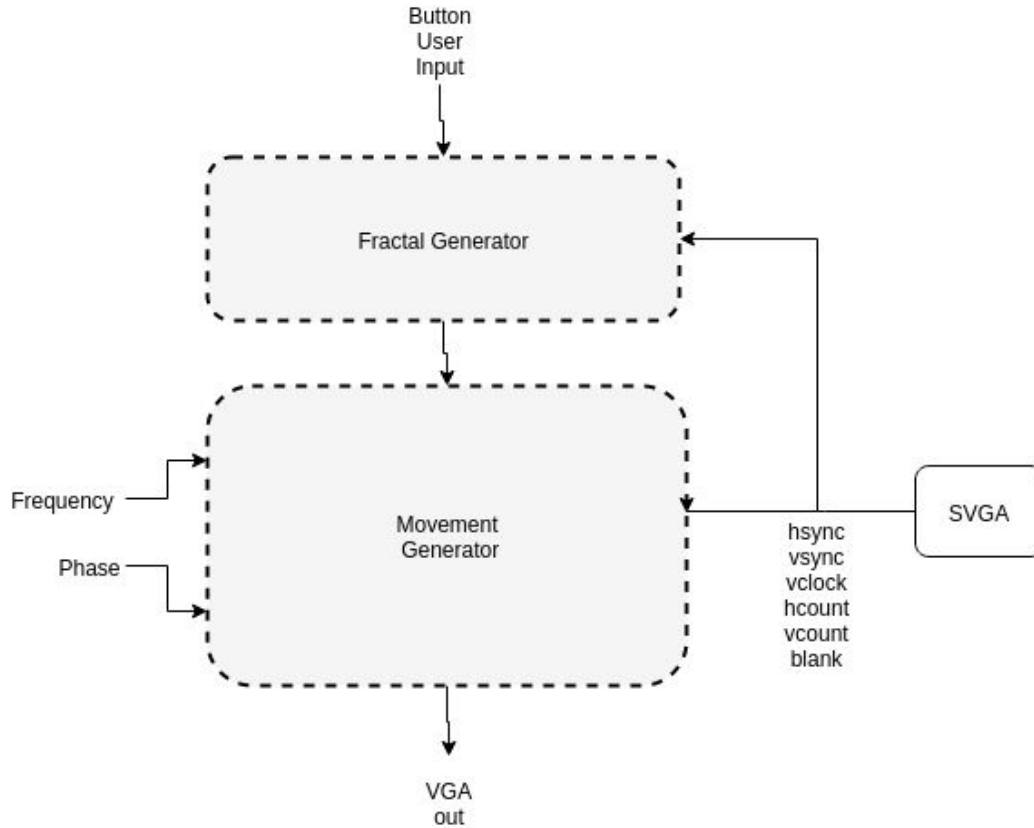 Button
User
Input
Fractal Generator
Frequency
Phase
Movement
Generator
SVGA
hsync
vsync
vclock
hcount
vcount
blank
VGA
out